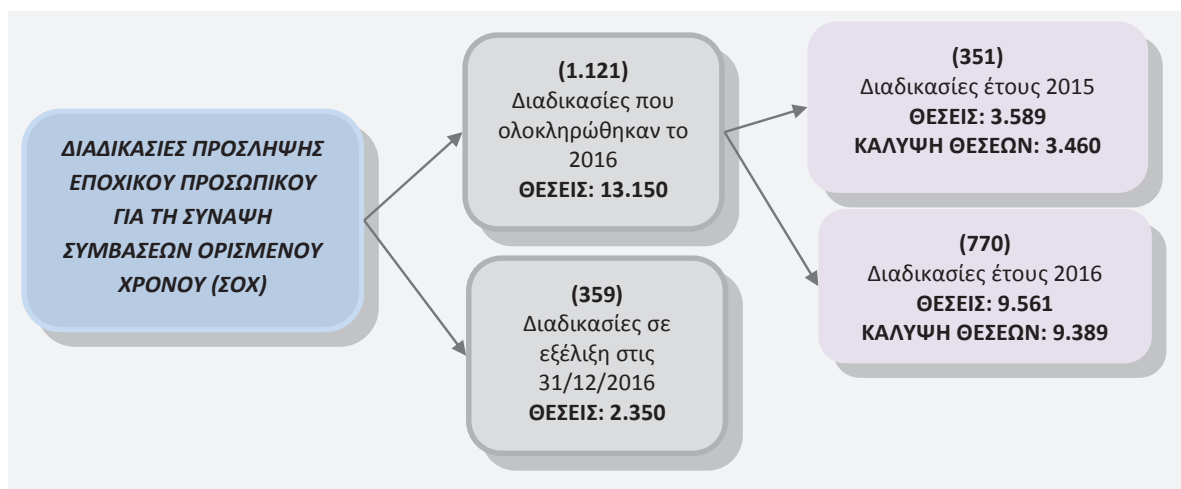 ΔΙΑΔΙΚΑΣΙΕΣ ΠΡΟΣΛΗΨΗΣ
ΕΠΟΧΙΚΟΥ ΠΡΟΣΩΠΙΚΟΥ
ΓΙΑ ΤΗ ΣΥΝΑΨΗ
ΣΥΜΒΑΣΕΩΝ ΟΡΙΣΜΕΝΟΥ
ΧΡΟΝΟΥ (ΣΟΧ)
(1.121)
Διαδικασίες που
ολοκληρώθηκαν το
2016
ΘΕΣΕΙΣ: 13.150
(359)
Διαδικασίες σε
εξέλιξη στις
31/12/2016
ΘΕΣΕΙΣ: 2.350
(351)
Διαδικασίες έτους 2015
ΘΕΣΕΙΣ: 3.589
ΚΑΛΥΨΗ ΘΕΣΕΩΝ: 3.460
(770)
Διαδικασίες έτους 2016
ΘΕΣΕΙΣ: 9.561
ΚΑΛΥΨΗ ΘΕΣΕΩΝ: 9.389